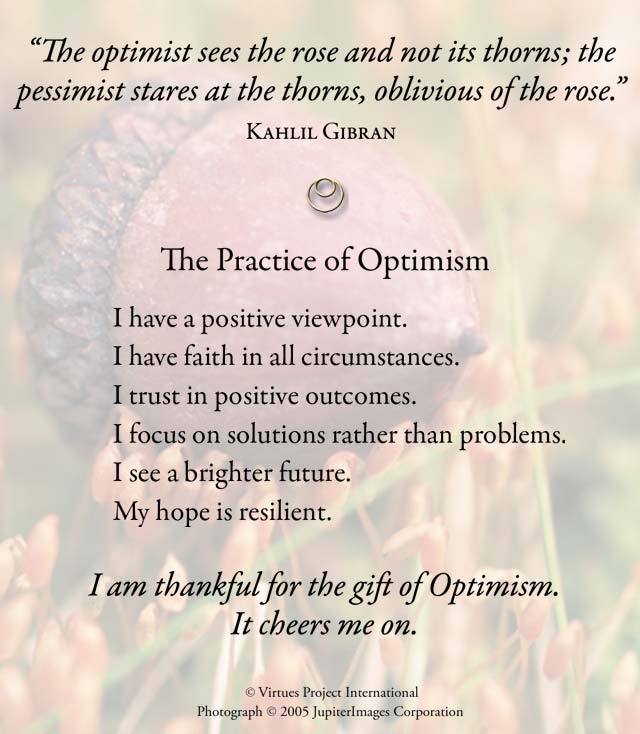 “The optimist sees the rose and not its thorns; the
pessimist stares at the thorns, oblivious of the rose.”
Kahlil Gibran
The Practice of Optimism
I have a positive viewpoint.
I have faith in all circumstances.
I trust in positive outcomes.
I focus on solutions rather than problems.
I see a brighter future.
My hope is resilient.
I am thankful for the gift of Optimism.
It cheers me on.
© Virtues Project International
Photograph © 2005 JupiterImages Corporation